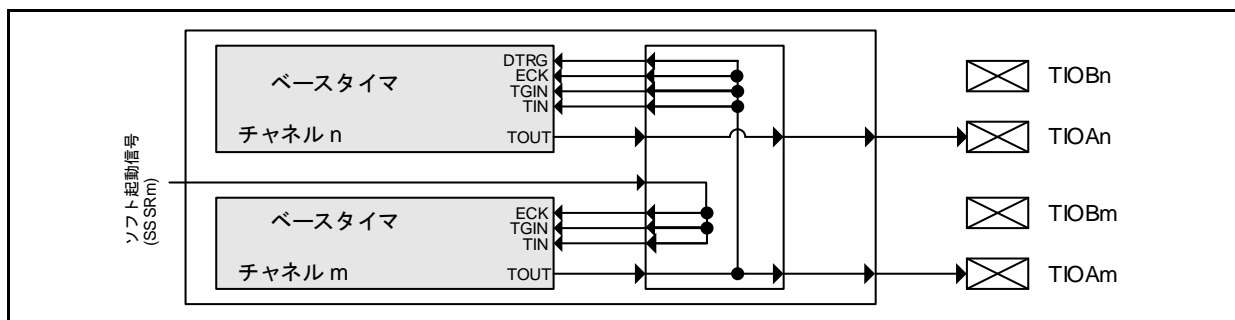 DTRG
ECK
TGIN
TIN
TOUT
ベースタイマ
チャネル n
TIOBn
TIOAn
ソフト起動信号
(SSSRm)
ECK
TGIN
TIN
TOUT
ベースタイマ
チャネル m
TIOBm
TIOAm